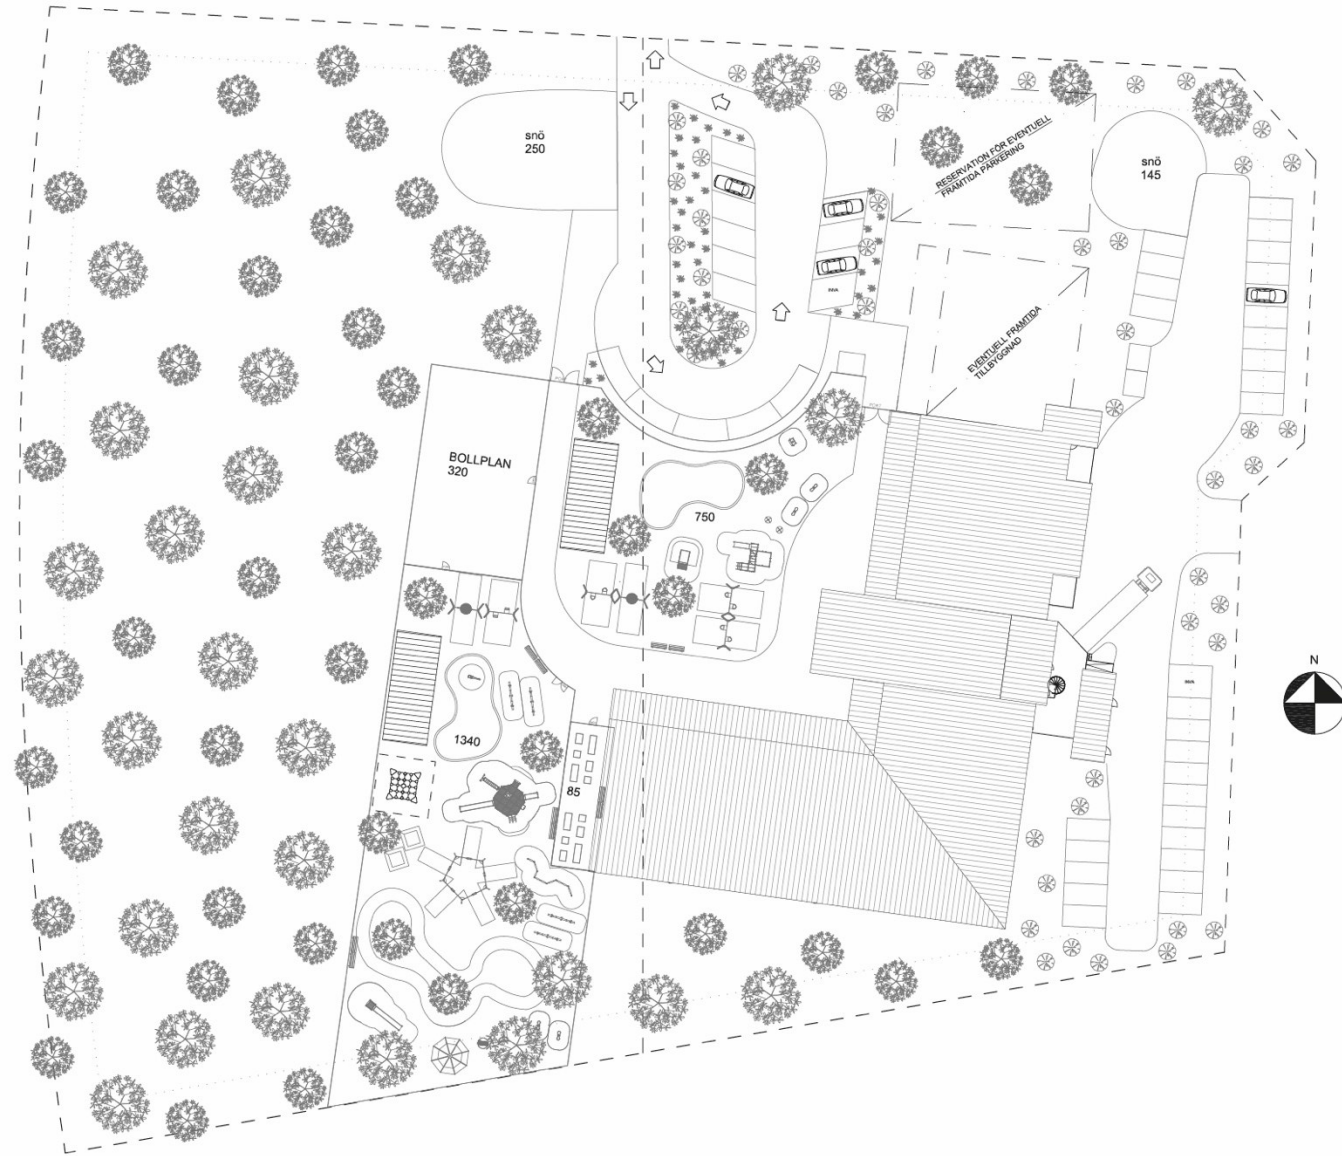 snö
250
RESERVATION FÖR EVENTUELL
FRAMTIDA PARKERING
snö
145
EVENTUELL FRAMTIDA
TILLBYGGNAD
BOLLPLAN
320
750
N
1340
85